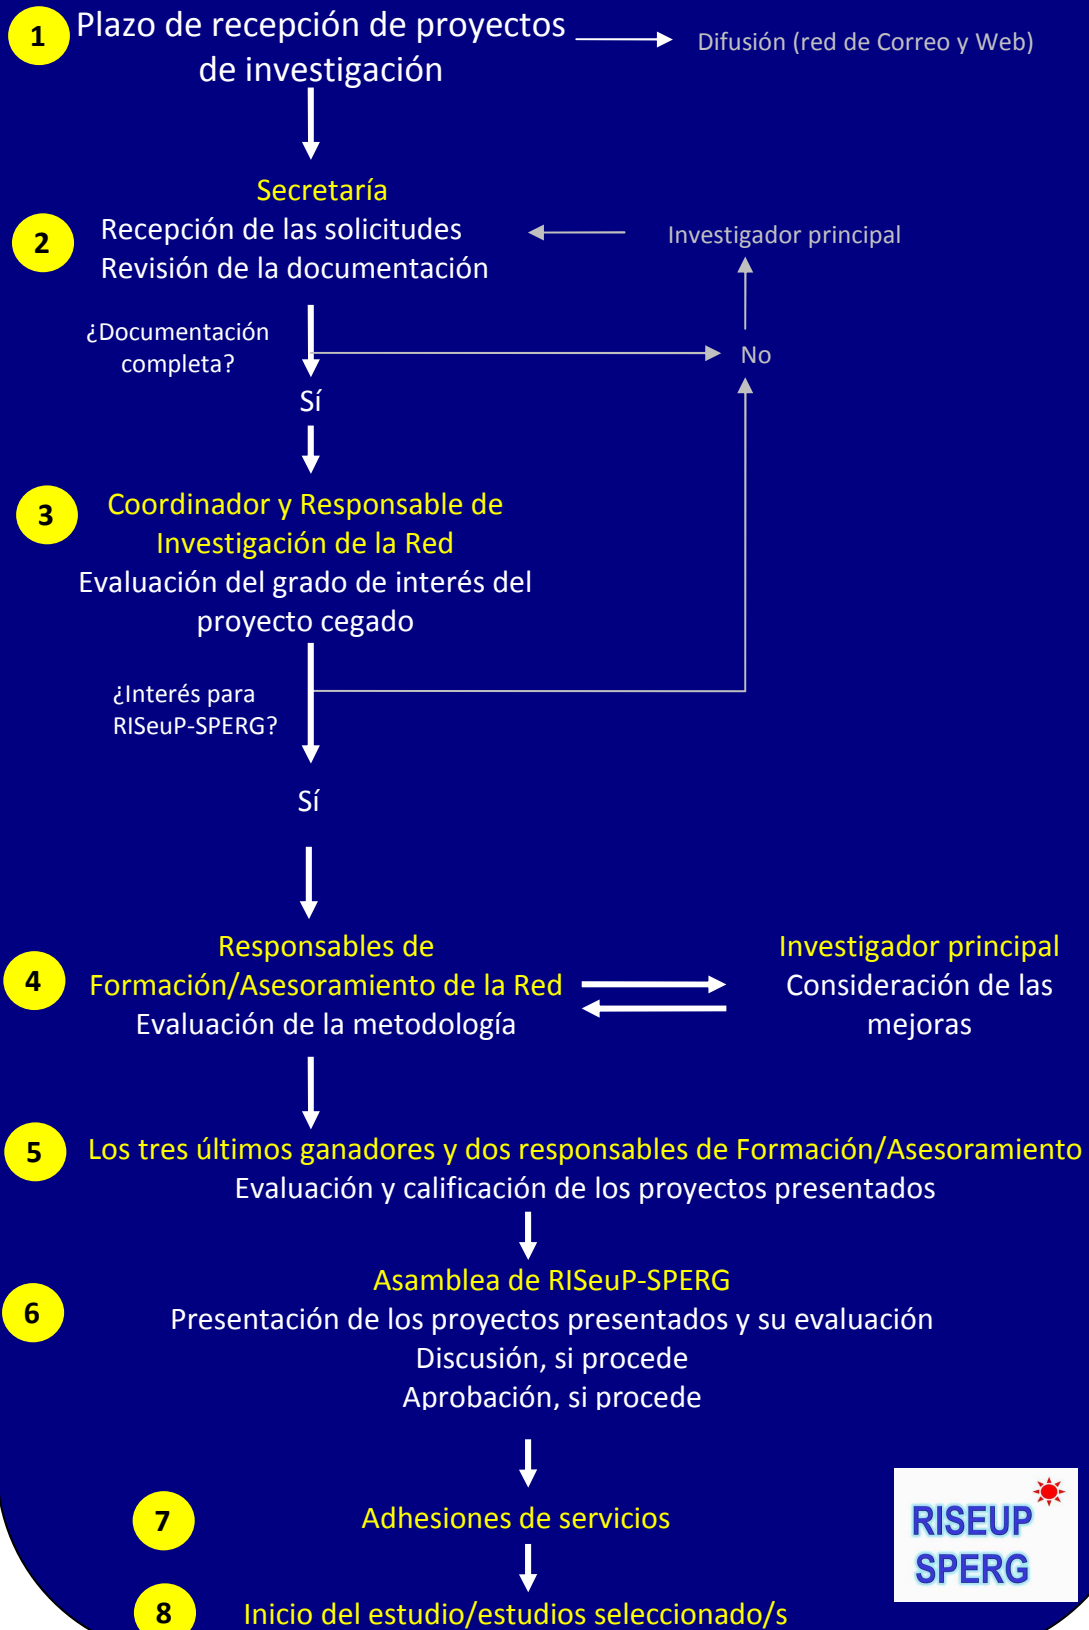 1
Plazo de recepción de proyectos
de investigación
Difusión (red de Correo y Web)
Secretaría
2
Recepción de las solicitudes
Revisión de la documentación
Investigador principal
¿Documentación
completa?
No
Sí
3
Coordinador y Responsable de
Investigación de la Red
Evaluación del grado de interés del
proyecto cegado
¿Interés para
RISeuP-SPERG?
Sí
4
Responsables de
Formación/Asesoramiento de la Red
Evaluación de la metodología
Investigador principal
Consideración de las
mejoras
5
Los tres últimos ganadores y dos responsables de Formación/Asesoramiento
Evaluación y calificación de los proyectos presentados
6
Asamblea de RISeuP-SPERG
Presentación de los proyectos presentados y su evaluación
Discusión, si procede
Aprobación, si procede
7
Adhesiones de servicios
RISEUP
SPERG
8
Inicio del estudio/estudios seleccionado/s